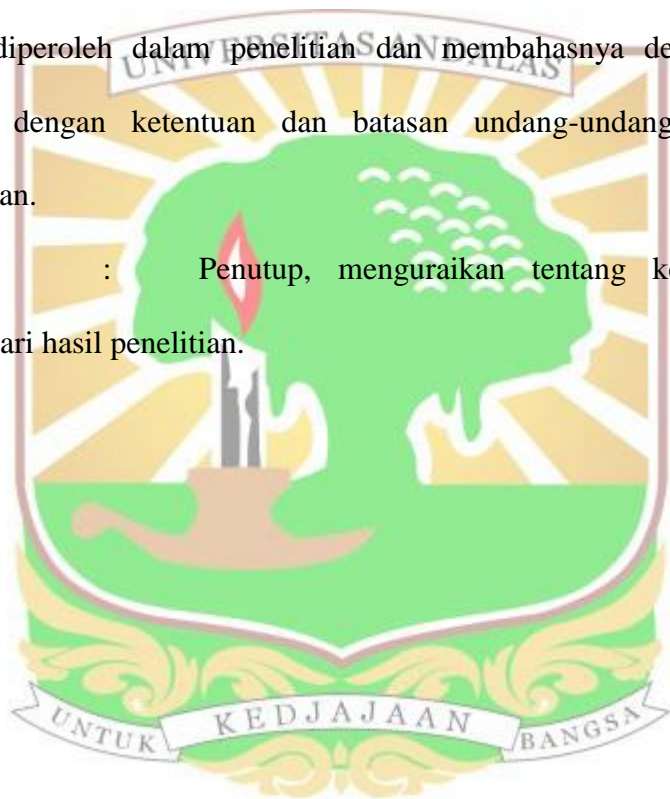 UNIVERSITAS ANDALAS
diperoleh dalam penelitian dan membahasnya de
dengan ketentuan dan batasan undang-undang
an.
: Penutup, menguraikan tentang k
ari hasil penelitian.
UNTUK KEDJAJAAN BANGSA